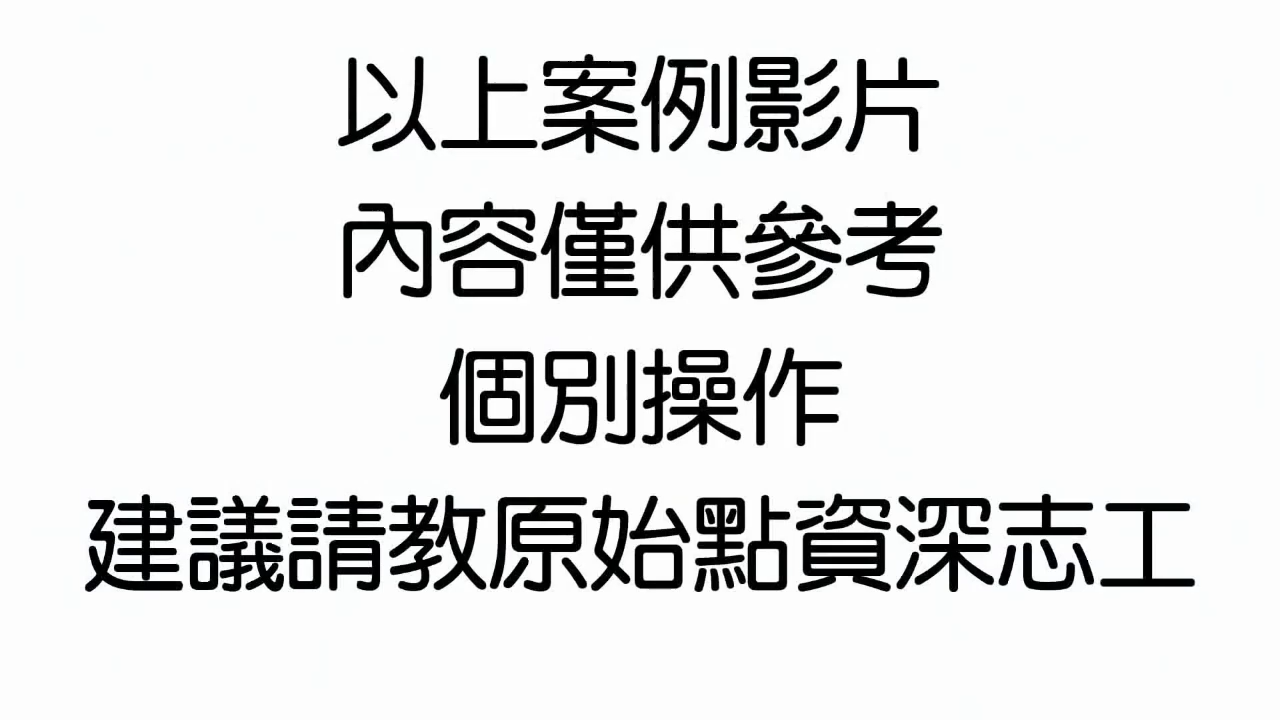 以上案例影片
內容僅供參考
個別操作
建議請教原始點資深志工